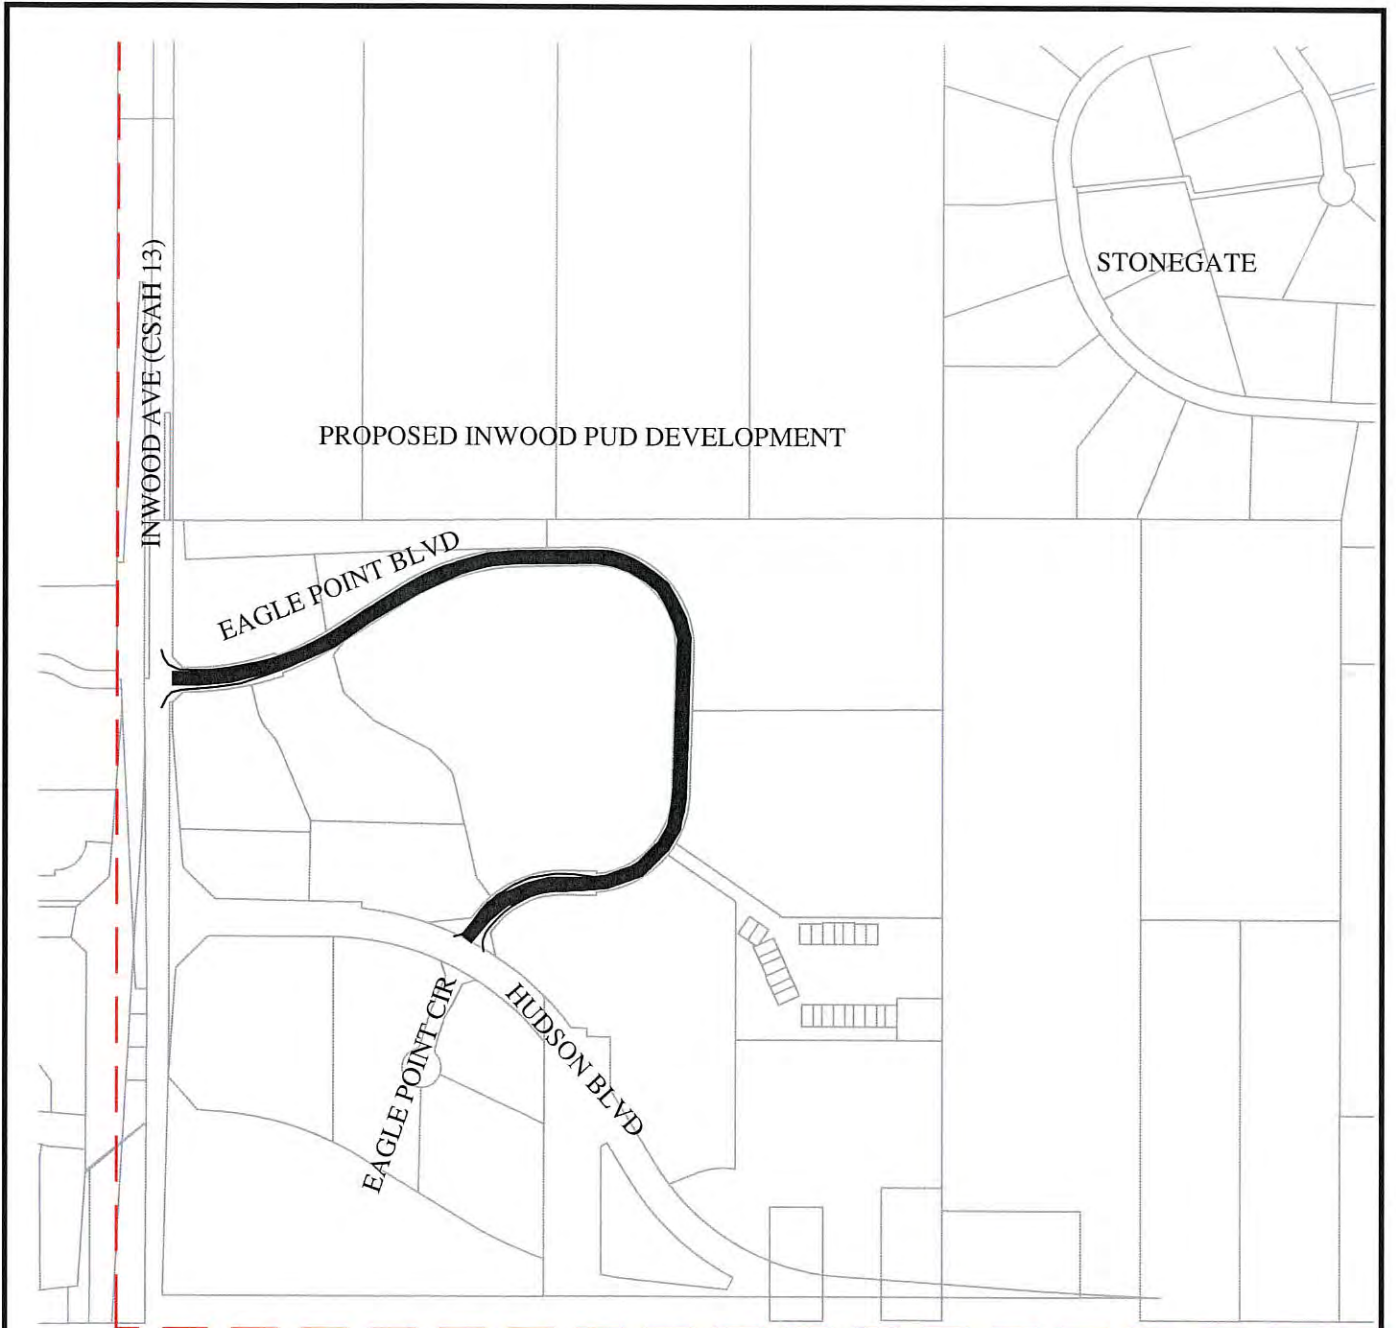 STONEGATE
INWOOD AVE (CSAH 13)
PROPOSED INWOOD PUD DEVELOPMENT
EAGLE POINT BLVD
EAGLE POINT CIR
HUDSON BLVD